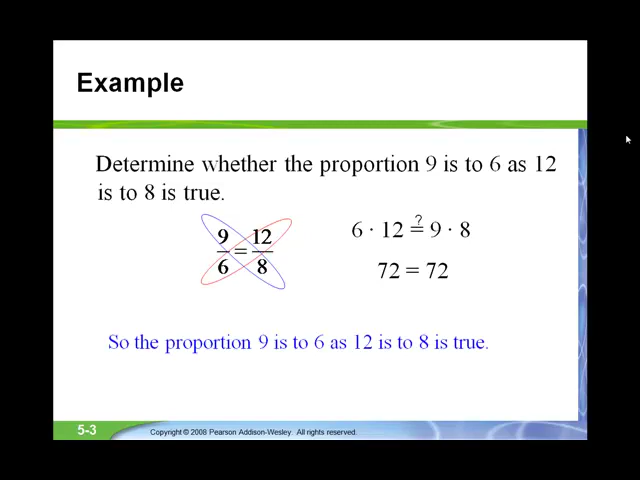 Example
Determine whether the proportion 9 is to 6 as 12
is to 8 is true.
9/6 = 12/8
6 · 12 ≟ 9 · 8
72 = 72
So the proportion 9 is to 6 as 12 is to 8 is true.
5-3
Copyright © 2008 Pearson Addison-Wesley. All rights reserved.